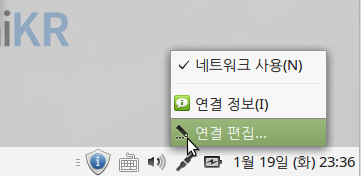 iKR
네트워크 사용(N)
연결 정보(I)
연결 편집...
1월 19일 (화) 23:36